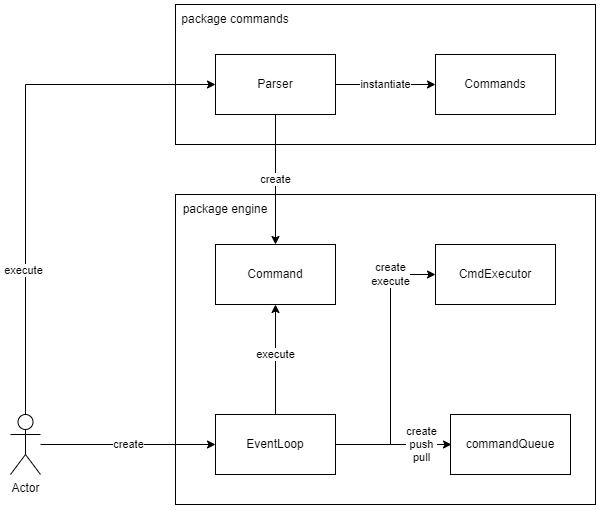 package commands
Parser
instantiate
Commands
create
package engine
Command
create
execute
CmdExecutor
execute
execute
create
EventLoop
create
push
pull
commandQueue
Actor